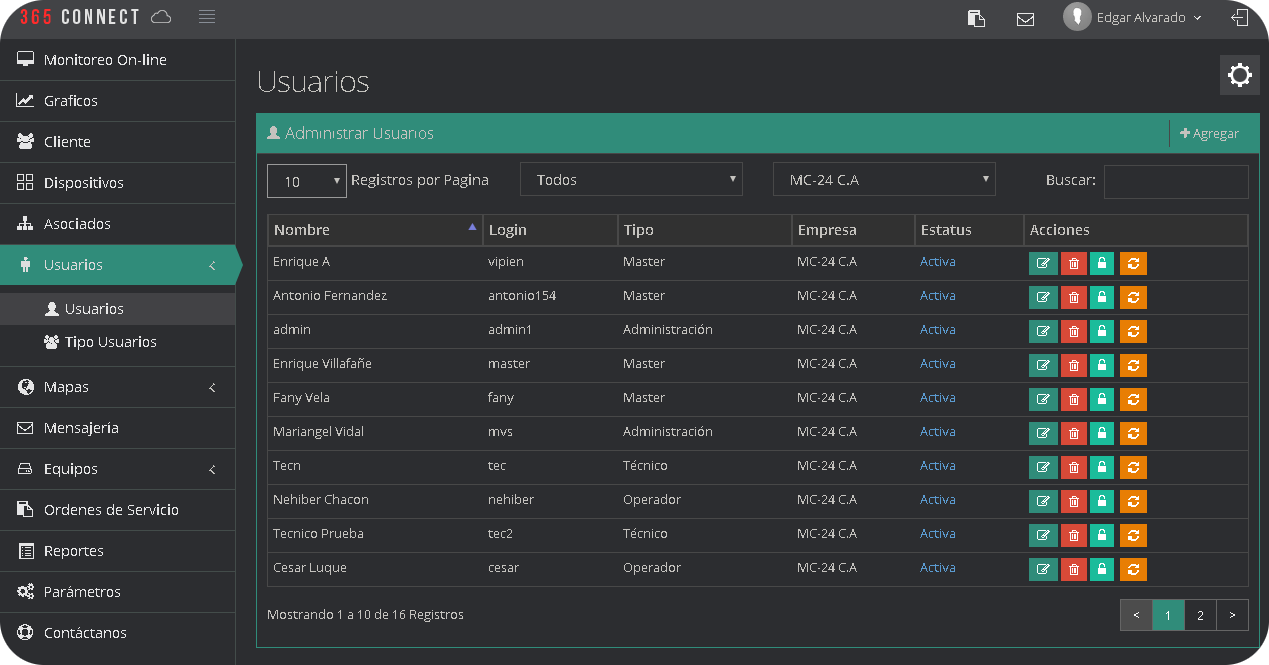 365 CONNECT
Edgar Alvarado
Monitoreo On-line
Graficos
Cliente
Dispositivos
Asociados
Usuarios
Usuarios
Tipo Usuarios
Mapas
Mensajería
Equipos
Ordenes de Servicio
Reportes
Parámetros
Contáctanos
Usuarios
Administrar Usuarios
Agregar
10 Registros por Pagina Todos MC-24 C.A Buscar:
Nombre Login Tipo Empresa Estatus Acciones
Enrique A vipien Master MC-24 C.A Activa
Antonio Fernandez antonio154 Master MC-24 C.A Activa
admin admin1 Administración MC-24 C.A Activa
Enrique Villafañe master Master MC-24 C.A Activa
Fany Vela fany Master MC-24 C.A Activa
Mariangel Vidal mvs Administración MC-24 C.A Activa
Tecn tec Técnico MC-24 C.A Activa
Nehiber Chacon nehiber Operador MC-24 C.A Activa
Tecnico Prueba tec2 Técnico MC-24 C.A Activa
Cesar Luque cesar Operador MC-24 C.A Activa
Mostrando 1 a 10 de 16 Registros
< 1 2 >